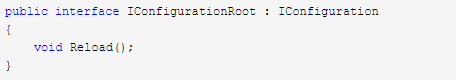 public interface IConfigurationRoot : IConfiguration
{
    void Reload();
}